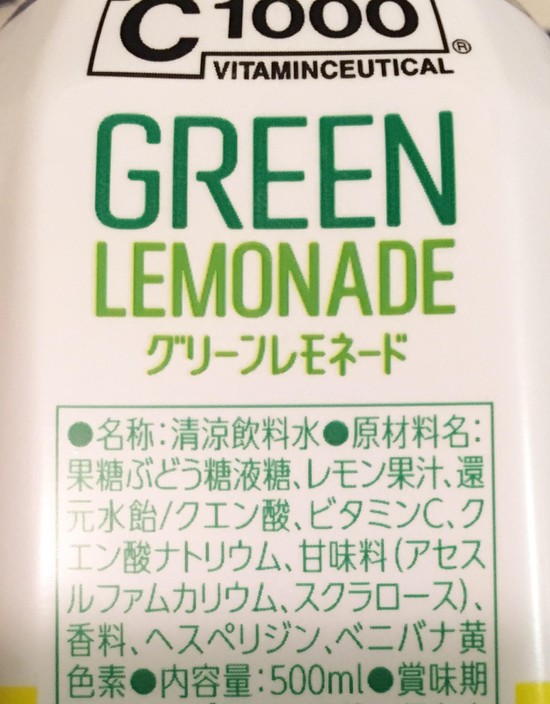 C1000
VITAMINCEUTICAL®
GREEN
LEMONADE
グリーンレモネード
●名称:清涼飲料水●原材料名:
果糖ぶどう糖液糖、レモン果汁、還
元水飴/クエン酸、ビタミンC、ク
エン酸ナトリウム、甘味料(アセス
ルファムカリウム、スクラロース)、
香料、ヘスペリジン、ベニバナ黄
色素●内容量:500ml●賞味期